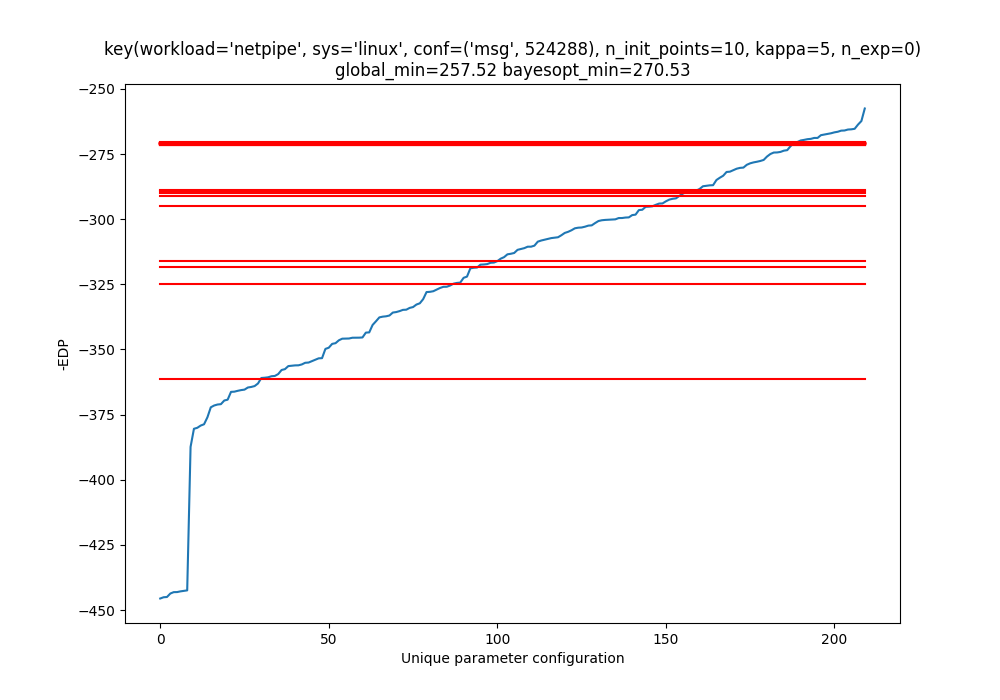 key(workload='netpipe', sys='linux', conf=('msg', 524288), n_init_points=10, kappa=5, n_exp=0)
global_min=257.52 bayesopt_min=270.53
−250
−275
−300
−325
−350
−375
−400
−425
−450
-EDP
0 50 100 150 200
Unique parameter configuration